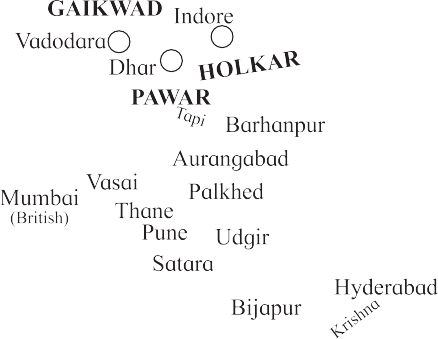 GAIKWAD
Indore
Vadodara
Dhar
HOLKAR
PAWAR
Tapi
Barhanpur
Aurangabad
Vasai
Palkhed
Mumbai
(British)
Thane
Pune
Udgir
Satara
Hyderabad
Bijapur
Krishna